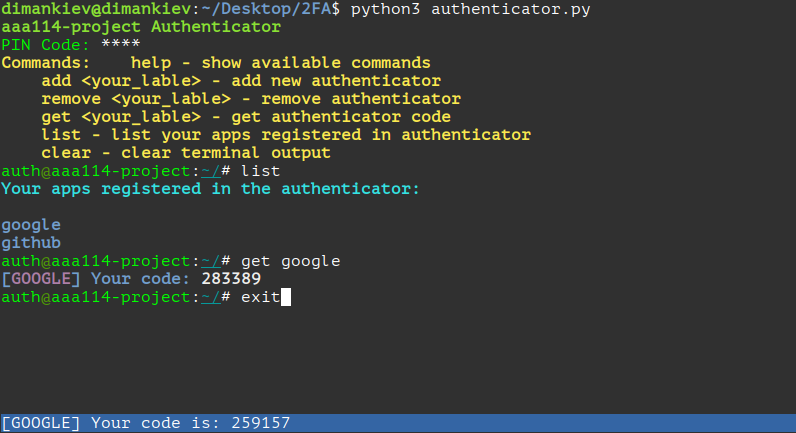 dimankiev@dimankiev:~/Desktop/2FA$ python3 authenticator.py
aaa114-project Authenticator
PIN Code: ****
Commands:    help - show available commands
    add <your_lable> - add new authenticator
    remove <your_lable> - remove authenticator
    get <your_lable> - get authenticator code
    list - list your apps registered in authenticator
    clear - clear terminal output
auth@aaa114-project:~/# list
Your apps registered in the authenticator:
google
github
auth@aaa114-project:~/# get google
[GOOGLE] Your code: 283389
auth@aaa114-project:~/# exit
[GOOGLE] Your code is: 259157